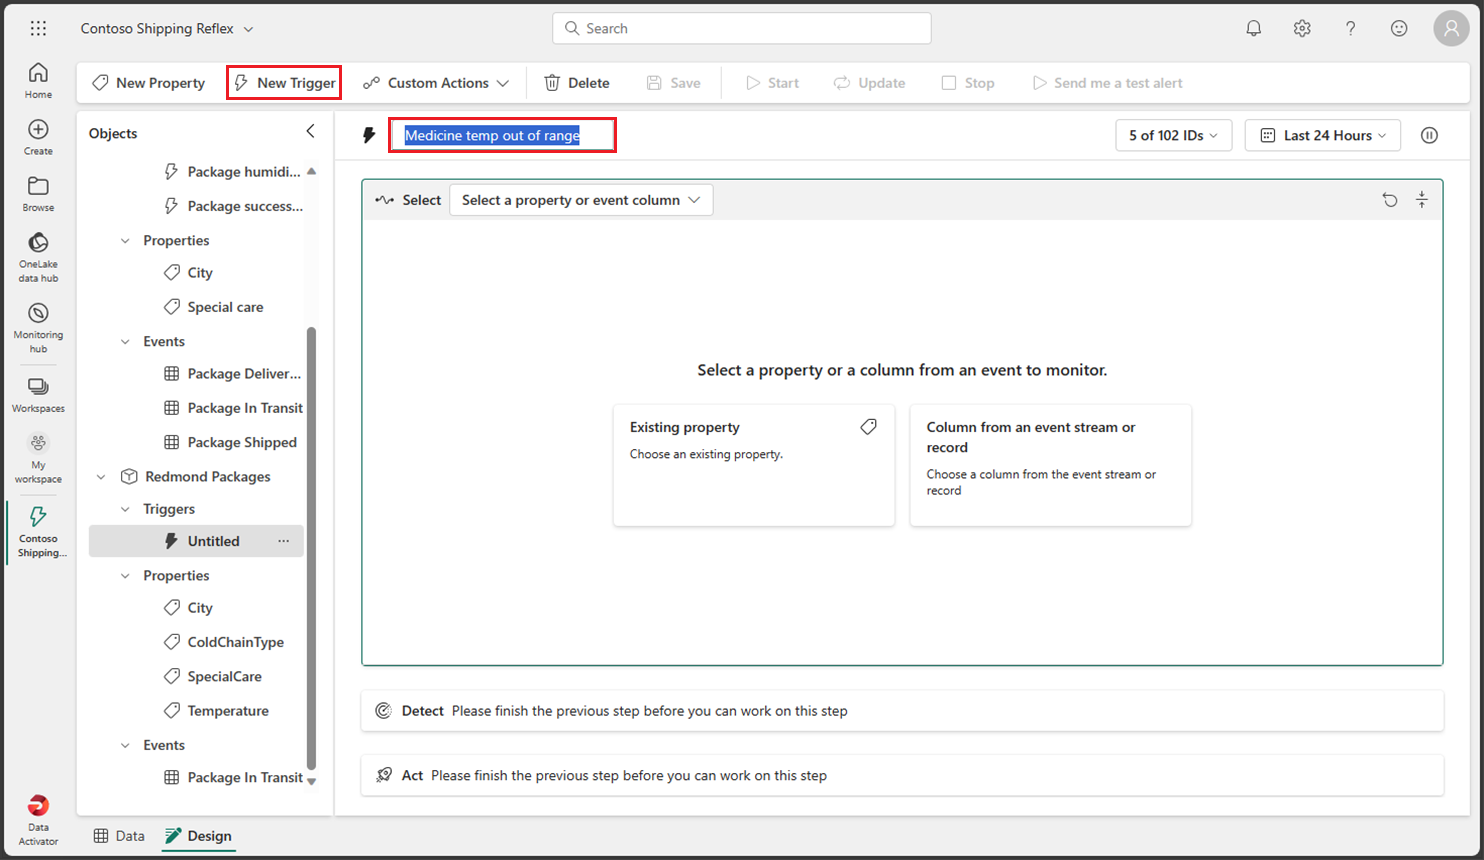 Contoso Shipping Reflex
Search
Home
Create
Browse
OneLake
data hub
Monitoring
hub
Workspaces
My
workspace
Contoso
Shipping...
Data
Activator
New Property
New Trigger
Custom Actions
Delete
Save
Start
Update
Stop
Send me a test alert
Objects
Package humidi...
Package success...
Properties
City
Special care
Events
Package Deliver...
Package In Transit
Package Shipped
Redmond Packages
Triggers
Untitled
Properties
City
ColdChainType
SpecialCare
Temperature
Events
Package In Transit
Data
Design
Medicine temp out of range
5 of 102 IDs
Last 24 Hours
Select
Select a property or event column
Select a property or a column from an event to monitor.
Existing property
Choose an existing property.
Column from an event stream or
record
Choose a column from the event stream or
record
Detect Please finish the previous step before you can work on this step
Act Please finish the previous step before you can work on this step